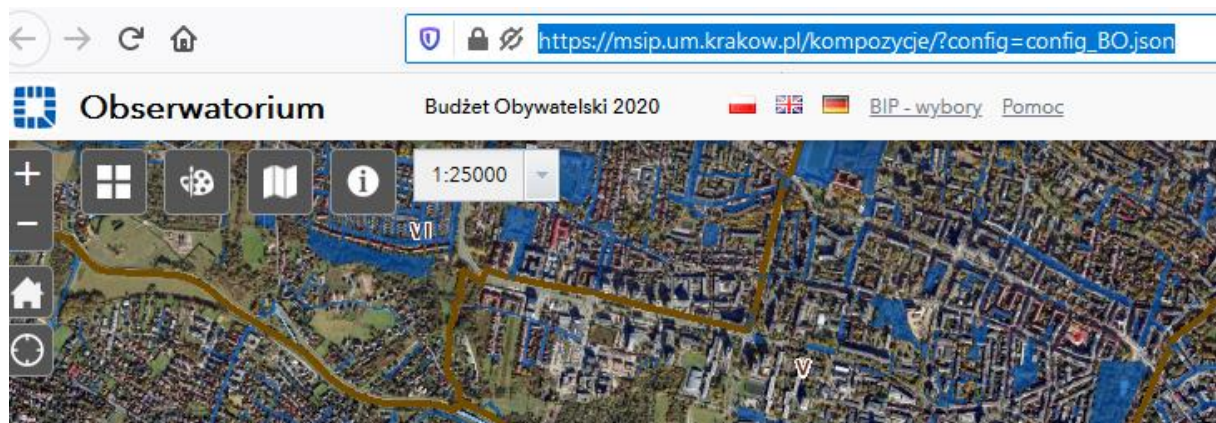 https://msip.um.krakow.pl/kompozycje/?config=config_BO.json
Obserwatorium Budżet Obywatelski 2020 BIP - wybory Pomoc
1:25000
VI
V